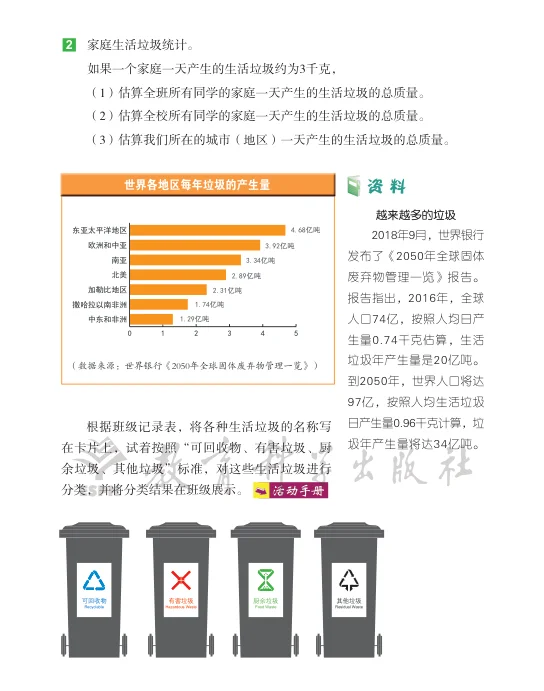 2 家庭生活垃圾统计。
如果一个家庭一天产生的生活垃圾约为3千克，
（1）估算全班所有同学的家庭一天产生的生活垃圾的总质量。
（2）估算全校所有同学的家庭一天产生的生活垃圾的总质量。
（3）估算我们所在的城市（地区）一天产生的生活垃圾的总质量。
世界各地区每年垃圾的产生量
东亚太平洋地区 4.68亿吨
欧洲和中亚 3.92亿吨
南亚 3.34亿吨
北美 2.89亿吨
加勒比地区 2.31亿吨
撒哈拉以南非洲 1.74亿吨
中东和非洲 1.29亿吨
0 1 2 3 4 5
（数据来源：世界银行《2050年全球固体废弃物管理一览》）
资料
越来越多的垃圾
2018年9月，世界银行
发布了《2050年全球固体
废弃物管理一览》报告。
报告指出，2016年，全球
人口74亿，按照人均日产
生量0.74千克估算，生活
垃圾年产生量是20亿吨。
到2050年，世界人口将达
97亿，按照人均生活垃圾
日产生量0.96千克计算，垃
圾年产生量将达34亿吨。
根据班级记录表，将各种生活垃圾的名称写
在卡片上，试着按照“可回收物、有害垃圾、厨
余垃圾、其他垃圾”标准，对这些生活垃圾进行
分类，并将分类结果在班级展示。 活动手册
教育科学出版社
可回收物
Recyclable
有害垃圾
Hazardous Waste
厨余垃圾
Food Waste
其他垃圾
Residual Waste